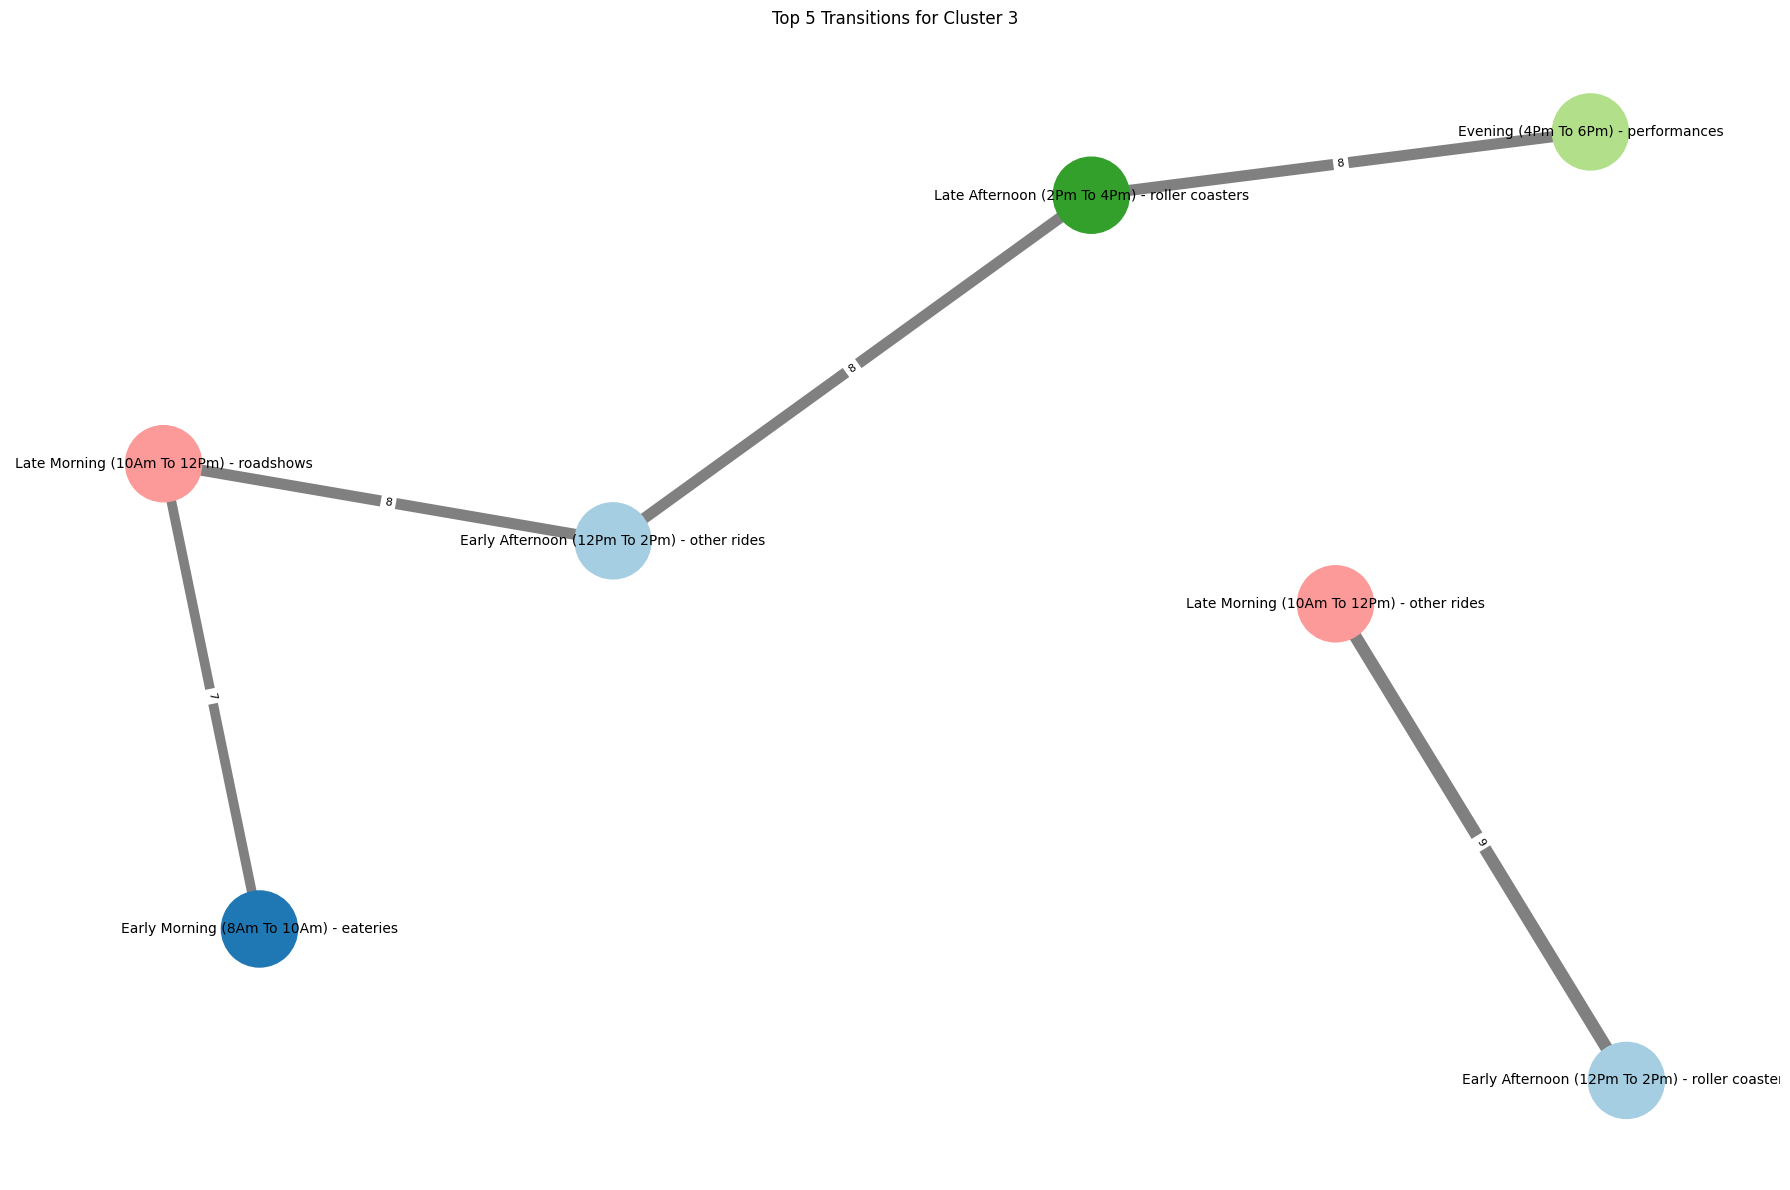 Top 5 Transitions for Cluster 3
Evening (4Pm To 6Pm) - performances
8
Late Afternoon (2Pm To 4Pm) - roller coasters
8
Late Morning (10Am To 12Pm) - roadshows
8
Early Afternoon (12Pm To 2Pm) - other rides
Late Morning (10Am To 12Pm) - other rides
7
9
Early Morning (8Am To 10Am) - eateries
Early Afternoon (12Pm To 2Pm) - roller coaster